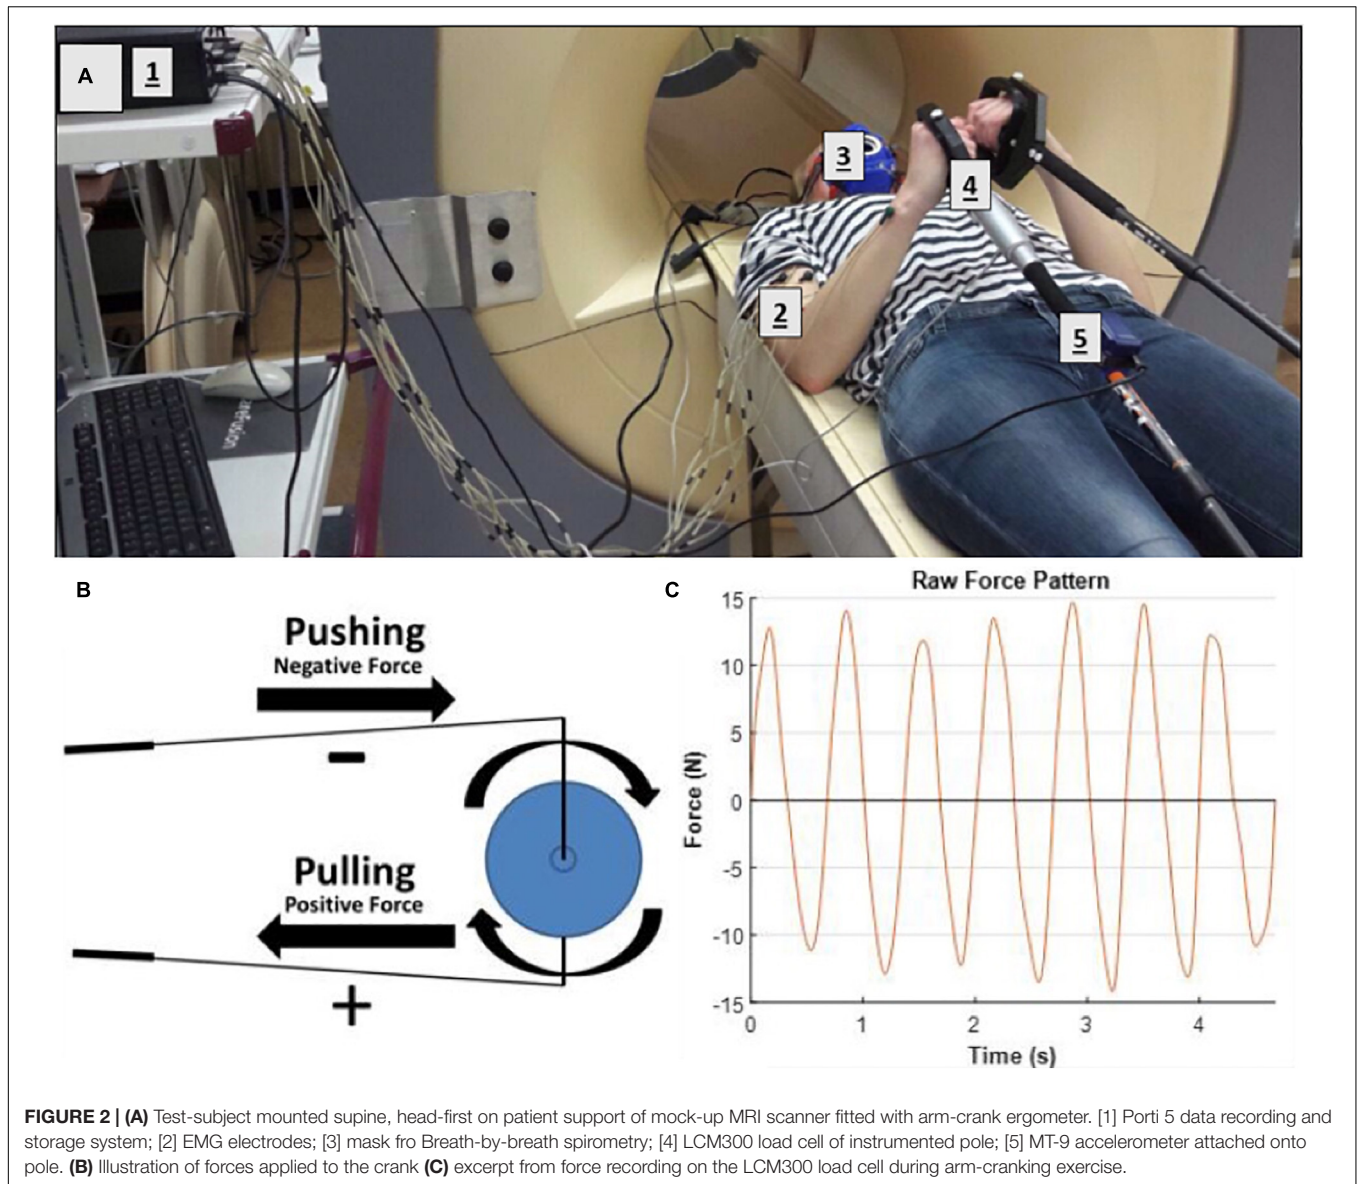 A
1
3
4
2
5
B
Pushing
Negative Force
-
Pulling
Positive Force
+
C
Raw Force Pattern
15
10
5
0
-5
-10
-15
Force (N)
0 1 2 3 4
Time (s)
FIGURE 2 | (A) Test-subject mounted supine, head-first on patient support of mock-up MRI scanner fitted with arm-crank ergometer. [1] Porti 5 data recording and
storage system; [2] EMG electrodes; [3] mask fro Breath-by-breath spirometry; [4] LCM300 load cell of instrumented pole; [5] MT-9 accelerometer attached onto
pole. (B) Illustration of forces applied to the crank (C) excerpt from force recording on the LCM300 load cell during arm-cranking exercise.